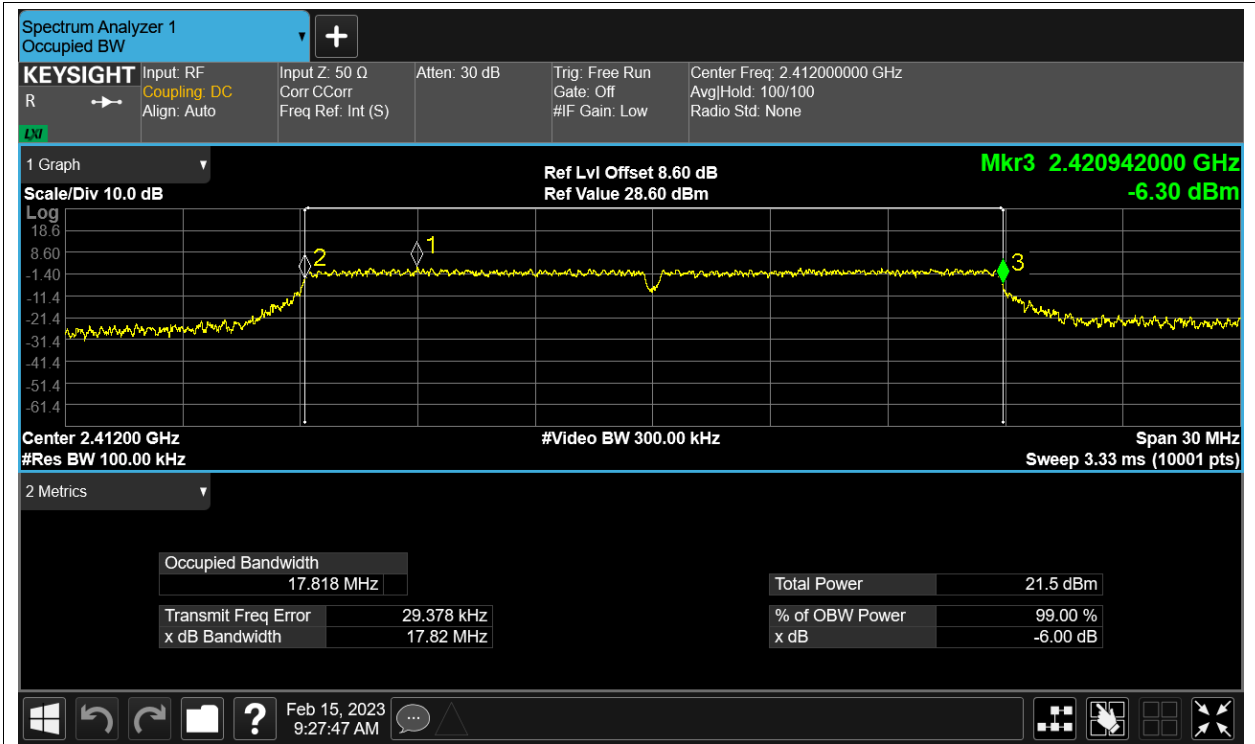 Spectrum Analyzer 1
Occupied BW
KEYSIGHT
R
LXI
Input: RF
Coupling: DC
Align: Auto
Input Z: 50 Ω
Corr CCorr
Freq Ref: Int (S)
Atten: 30 dB
Trig: Free Run
Gate: Off
#IF Gain: Low
Center Freq: 2.412000000 GHz
Avg|Hold: 100/100
Radio Std: None
1 Graph
Scale/Div 10.0 dB
Ref Lvl Offset 8.60 dB
Ref Value 28.60 dBm
Mkr3 2.420942000 GHz
-6.30 dBm
Log
18.6
8.60
-1.40
-11.4
-21.4
-31.4
-41.4
-51.4
-61.4
2
1
3
Center 2.41200 GHz
#Video BW 300.00 kHz
Span 30 MHz
#Res BW 100.00 kHz
Sweep 3.33 ms (10001 pts)
2 Metrics
Occupied Bandwidth
17.818 MHz
Transmit Freq Error 29.378 kHz
x dB Bandwidth 17.82 MHz
Total Power 21.5 dBm
% of OBW Power 99.00 %
x dB -6.00 dB
?
Feb 15, 2023
9:27:47 AM